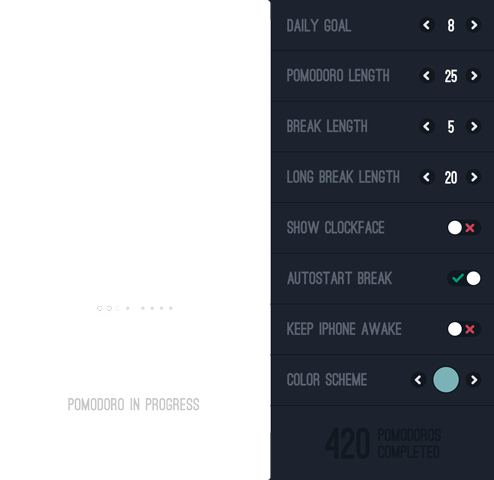 DAILY GOAL 8
POMODORO LENGTH 25
BREAK LENGTH 5
LONG BREAK LENGTH 20
SHOW CLOCKFACE
AUTOSTART BREAK
KEEP IPHONE AWAKE
COLOR SCHEME
POMODORO IN PROGRESS
420 POMODOROS
COMPLETED